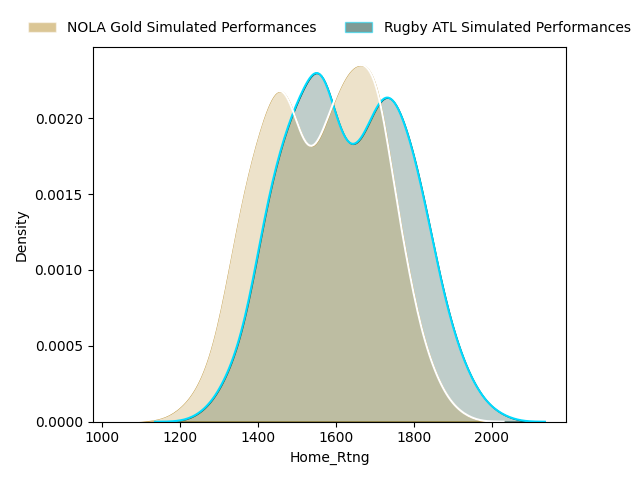 NOLA Gold Simulated Performances Rugby ATL Simulated Performances
0.0020
0.0015
Density
0.0010
0.0005
0.0000
1000 1200 1400 1600 1800 2000
Home_Rtng